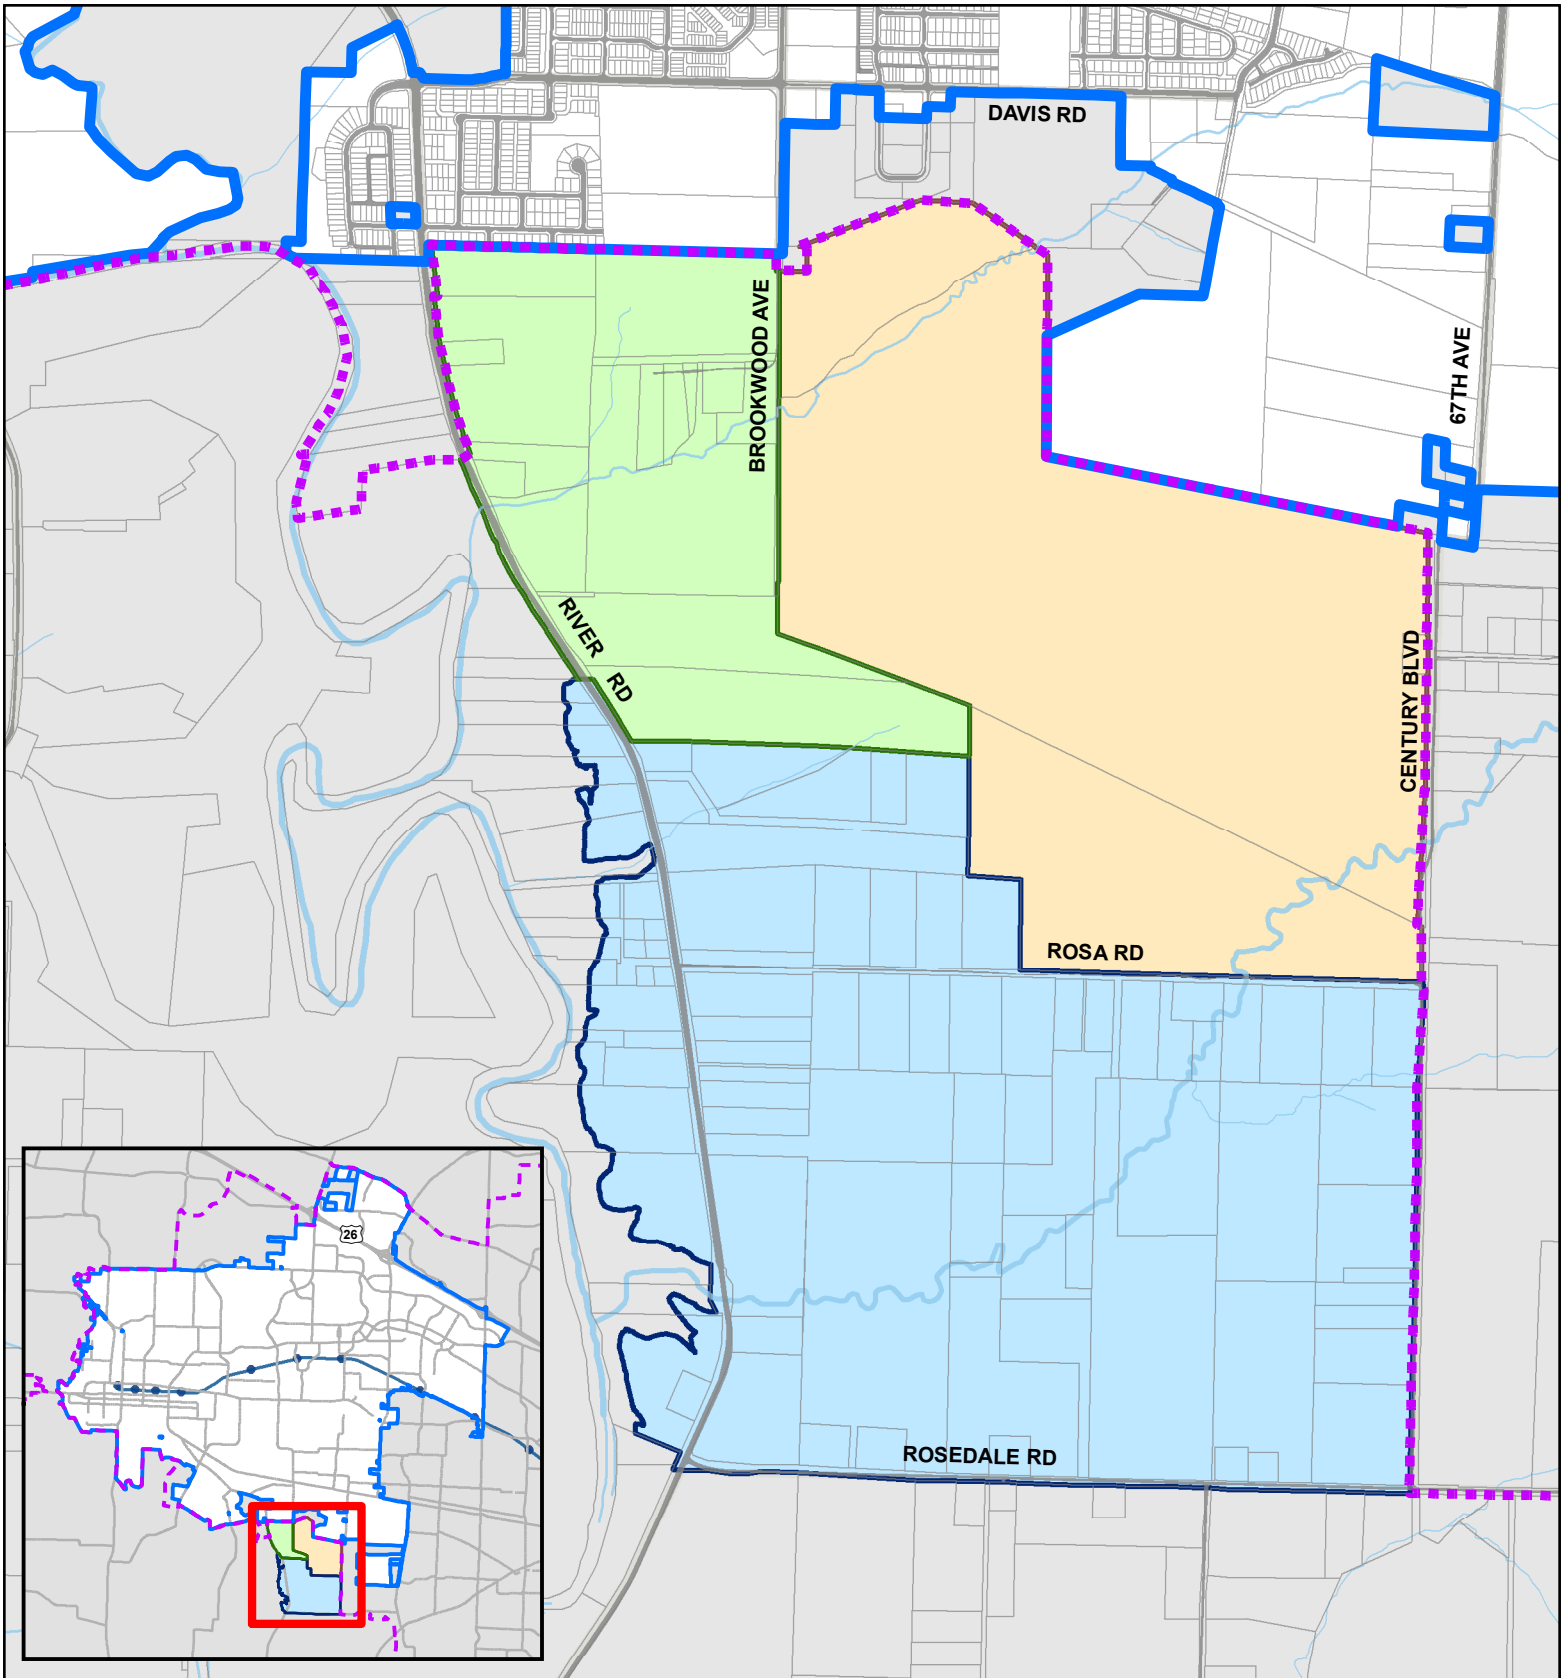 DAVIS RD
BROOKWOOD AVE
67TH AVE
RIVER RD
CENTURY BLVD
ROSA RD
26
ROSEDALE RD